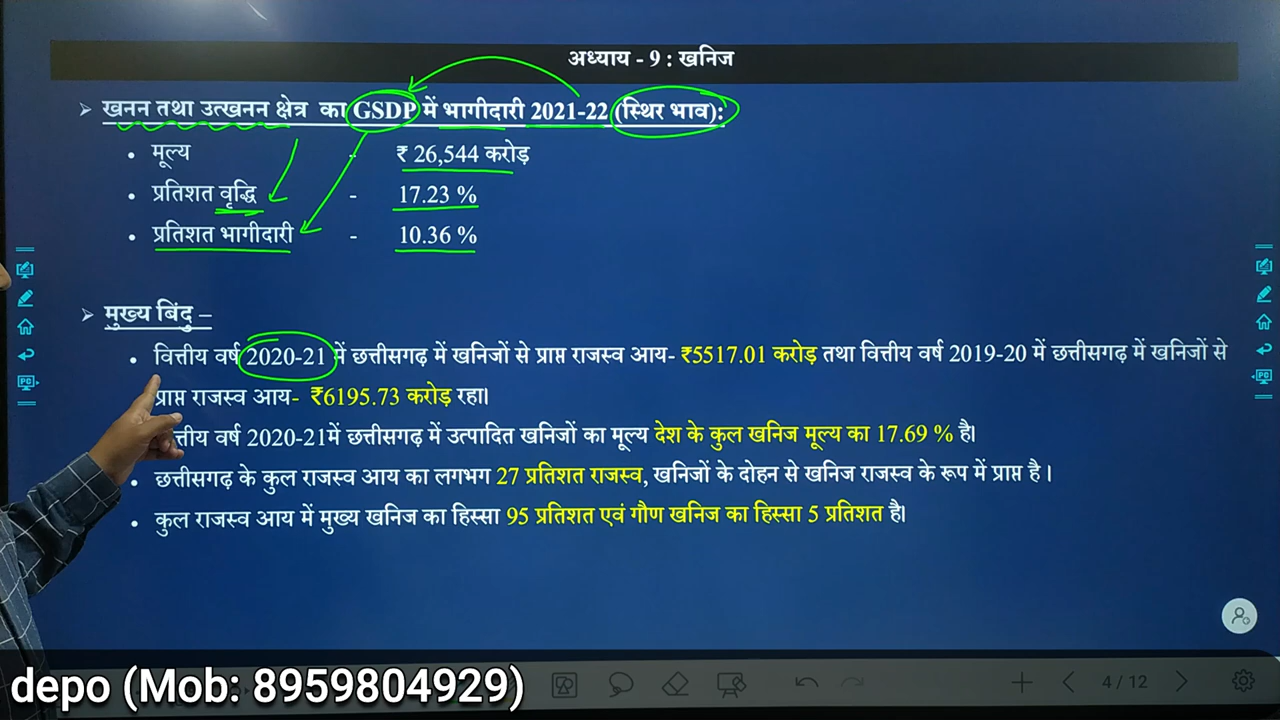 अध्याय - 9 : खनिज
➢ खनन तथा उत्खनन क्षेत्र का GSDP में भागीदारी 2021-22 (स्थिर भाव):
• मूल्य - ₹ 26,544 करोड़
• प्रतिशत वृद्धि - 17.23 %
• प्रतिशत भागीदारी - 10.36 %
➢ मुख्य बिंदु –
• वित्तीय वर्ष 2020-21 में छत्तीसगढ़ में खनिजों से प्राप्त राजस्व आय- ₹5517.01 करोड़ तथा वित्तीय वर्ष 2019-20 में छत्तीसगढ़ में खनिजों से
प्राप्त राजस्व आय- ₹6195.73 करोड़ रहा।
वर्ष 2020-21में छत्तीसगढ़ में उत्पादित खनिजों का मूल्य देश के कुल खनिज मूल्य का 17.69 % है।
• छत्तीसगढ़ के कुल राजस्व आय का लगभग 27 प्रतिशत राजस्व, खनिजों के दोहन से खनिज राजस्व के रूप में प्राप्त है ।
• कुल राजस्व आय में मुख्य खनिज का हिस्सा 95 प्रतिशत एवं गौण खनिज का हिस्सा 5 प्रतिशत है।
depo (Mob: 8959804929)
4 / 12